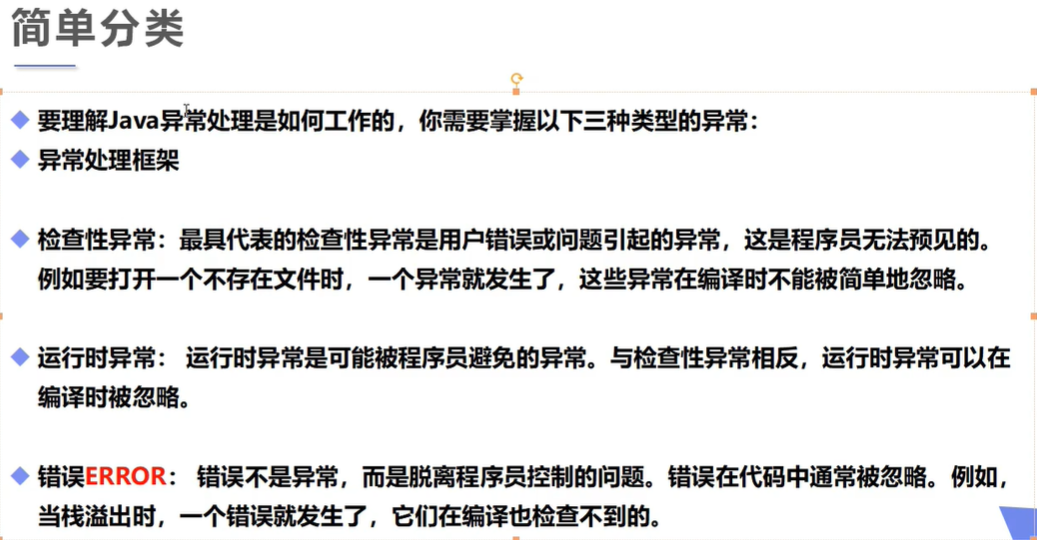 简单分类
要理解Java异常处理是如何工作的，你需要掌握以下三种类型的异常：
异常处理框架
检查性异常：最具代表的检查性异常是用户错误或问题引起的异常，这是程序员无法预见的。
例如要打开一个不存在文件时，一个异常就发生了，这些异常在编译时不能被简单地忽略。
运行时异常： 运行时异常是可能被程序员避免的异常。与检查性异常相反，运行时异常可以在
编译时被忽略。
错误ERROR： 错误不是异常，而是脱离程序员控制的问题。错误在代码中通常被忽略。例如，
当栈溢出时，一个错误就发生了，它们在编译也检查不到的。